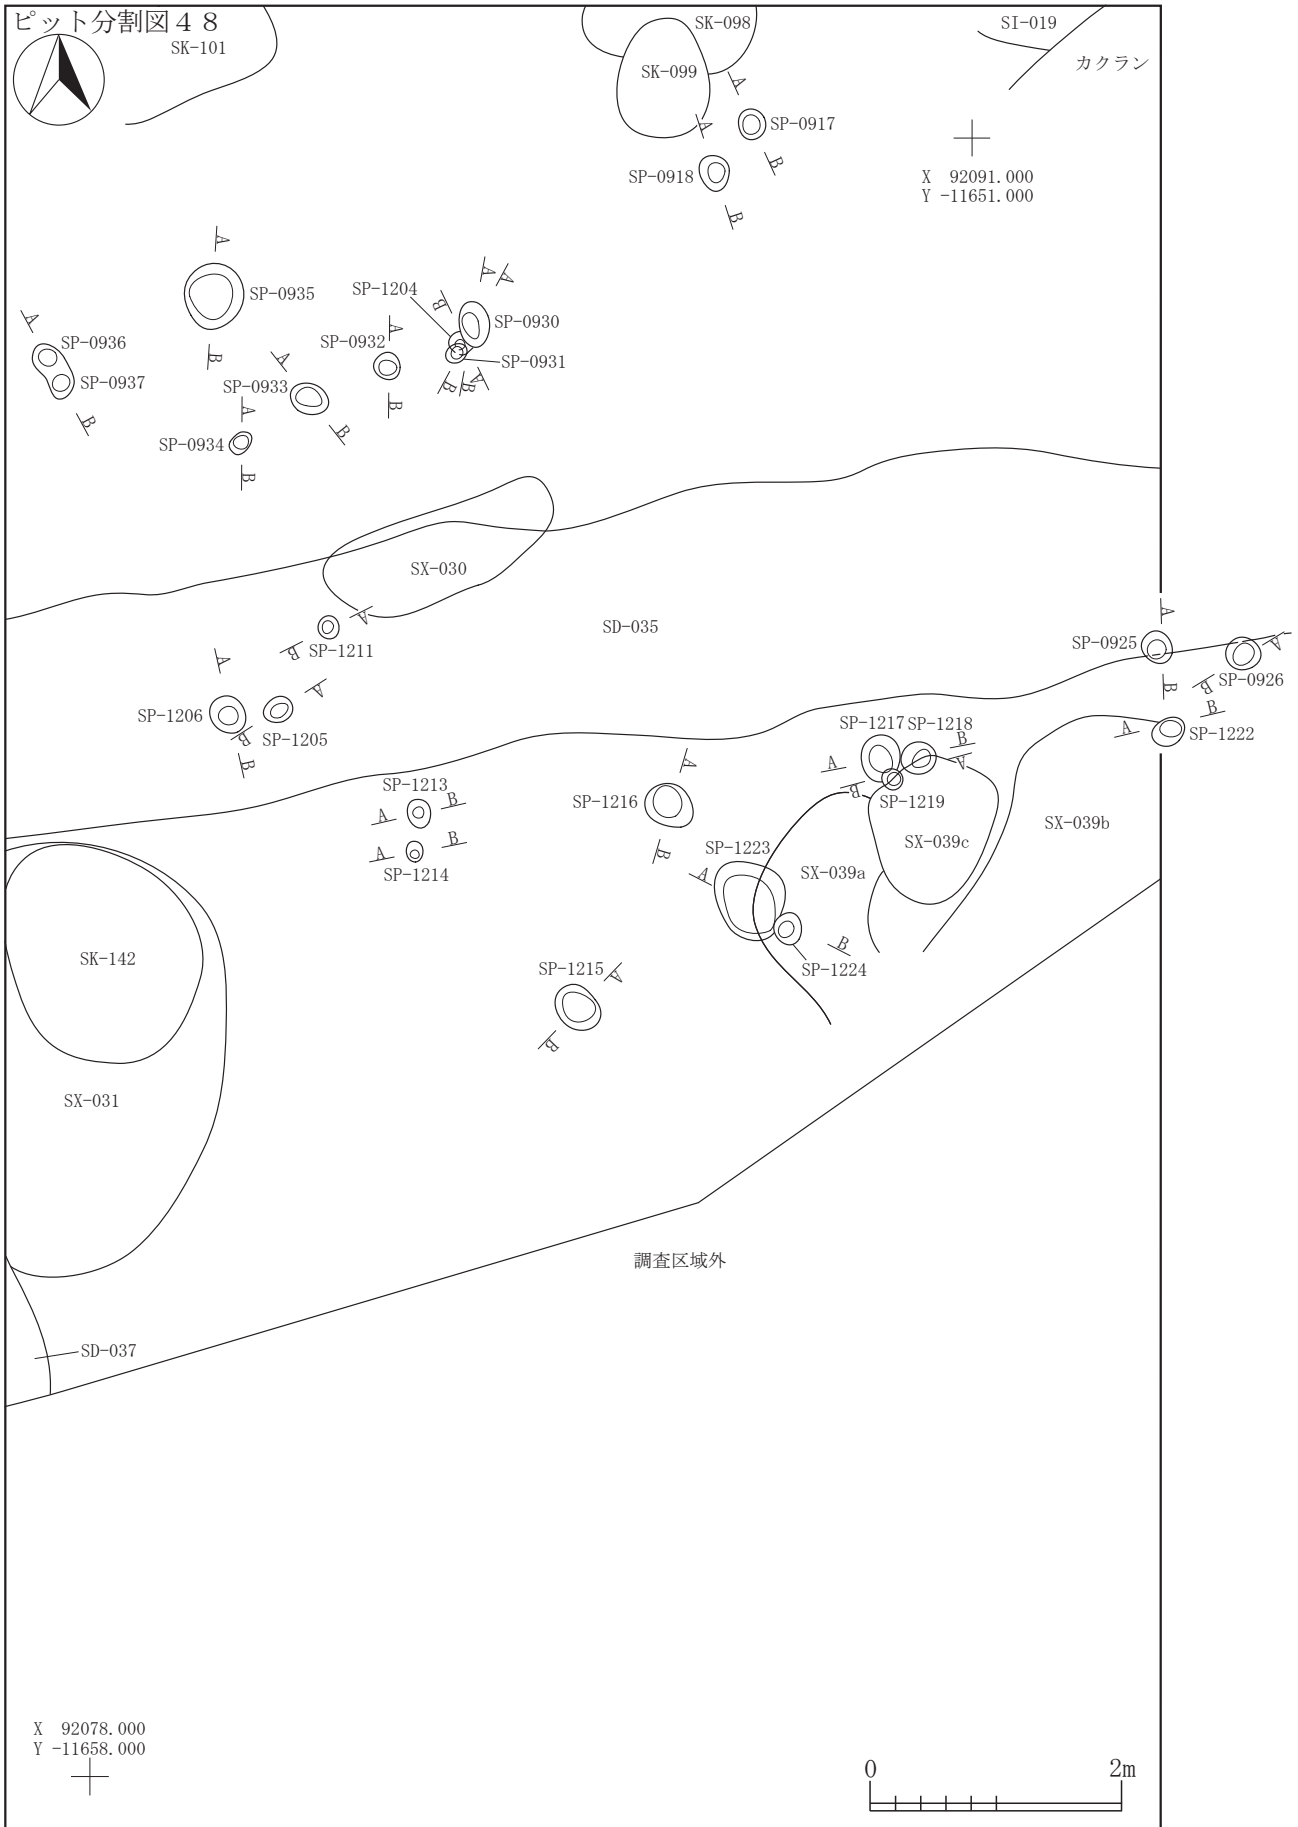 ピット分割図４８
SK-101
SK-098
SK-099
SI-019
カクラン
A
A
SP-0917
SP-0918
B
B
X 92091.000
Y -11651.000
A
SP-0935
B
A
SP-0936
SP-0937
B
SP-1204
B
A
A
SP-0930
SP-0931
B
B
A
A
SP-0932
B
A
SP-0933
B
A
SP-0934
B
SX-030
SD-035
A
SP-1211
B
A
SP-1206
B
A
SP-1205
B
A
SP-0925
B
A
SP-0926
B
B
A
SP-1222
SP-1217
SP-1218
A
B
B
A
SP-1219
SP-1213
A
B
A
B
SP-1214
A
SP-1216
B
SX-039b
SX-039c
SX-039a
SP-1223
A
B
SP-1224
SK-142
SP-1215
A
B
SX-031
調査区域外
SD-037
X 92078.000
Y -11658.000
0
2m